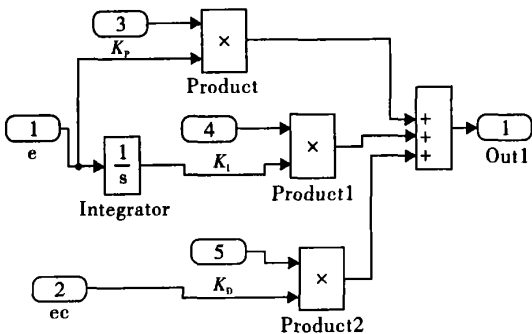 3
×
K_P
Product
+
+
+
1
Out1
1
e
1
s
Integrator
4
K_I
×
Product1
5
K_D
×
Product2
2
ec